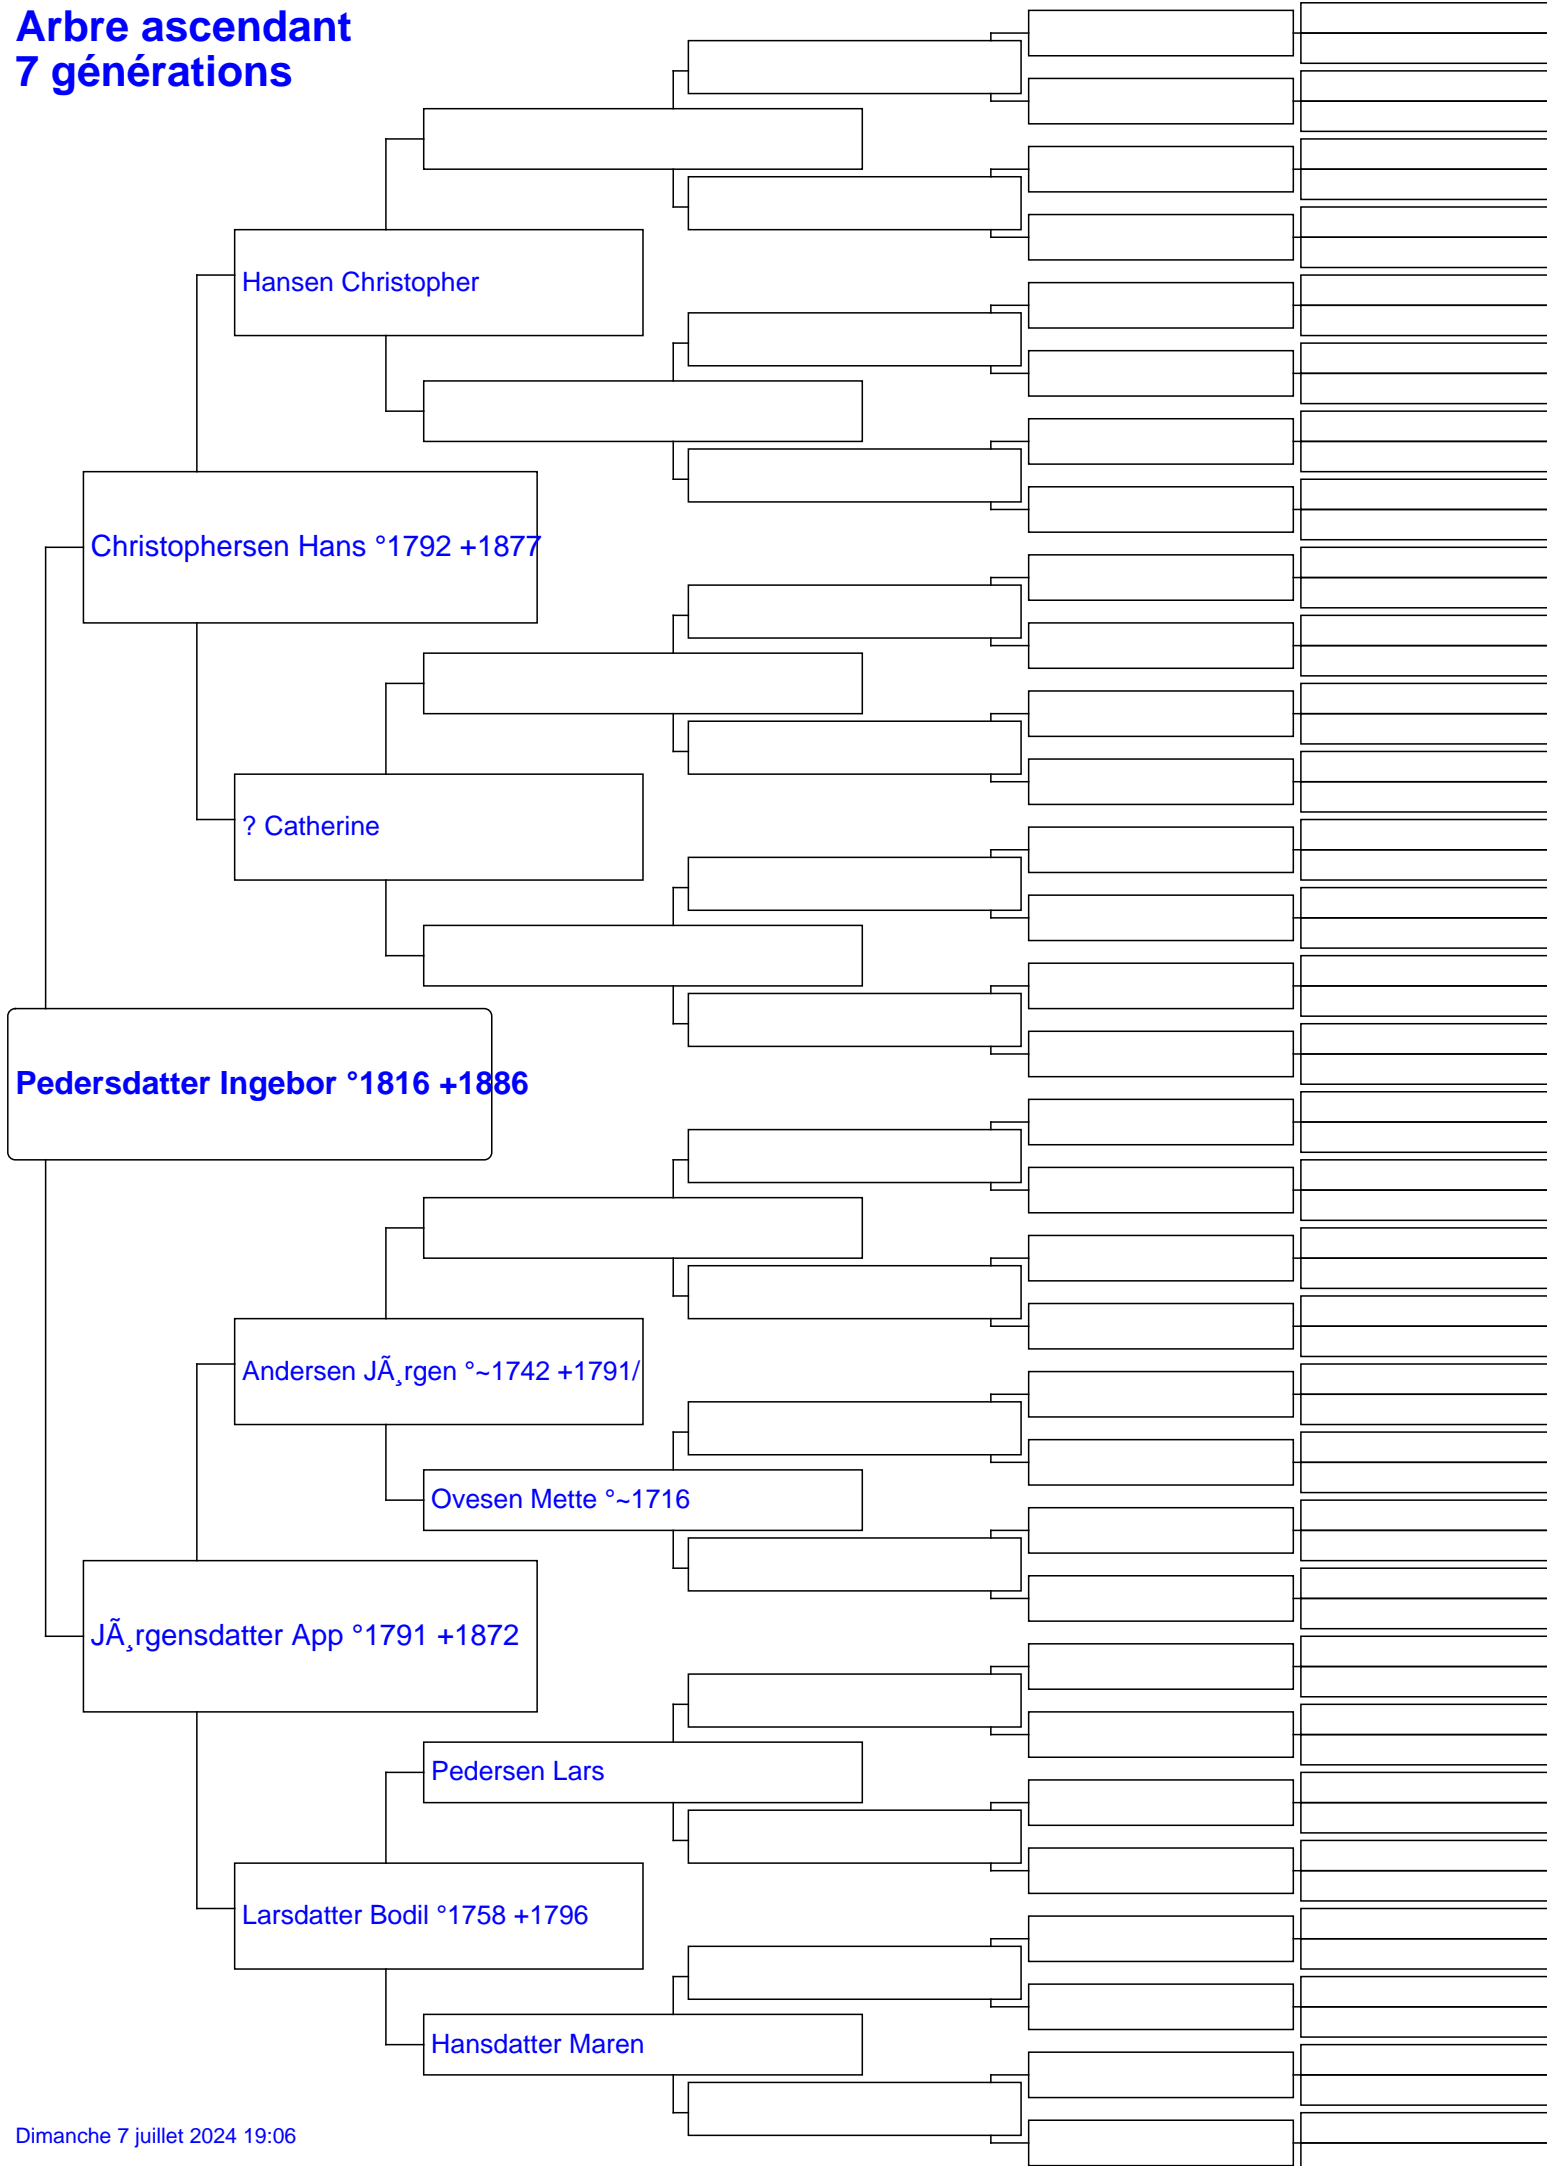 Arbre ascendant
7 générations
Hansen Christopher
Christophersen Hans °1792 +1877
? Catherine
Pedersdatter Ingebor °1816 +1886
Andersen JÃ¸rgen °~1742 +1791/
Ovesen Mette °~1716
JÃ¸rgensdatter App °1791 +1872
Pedersen Lars
Larsdatter Bodil °1758 +1796
Hansdatter Maren
Dimanche 7 juillet 2024 19:06